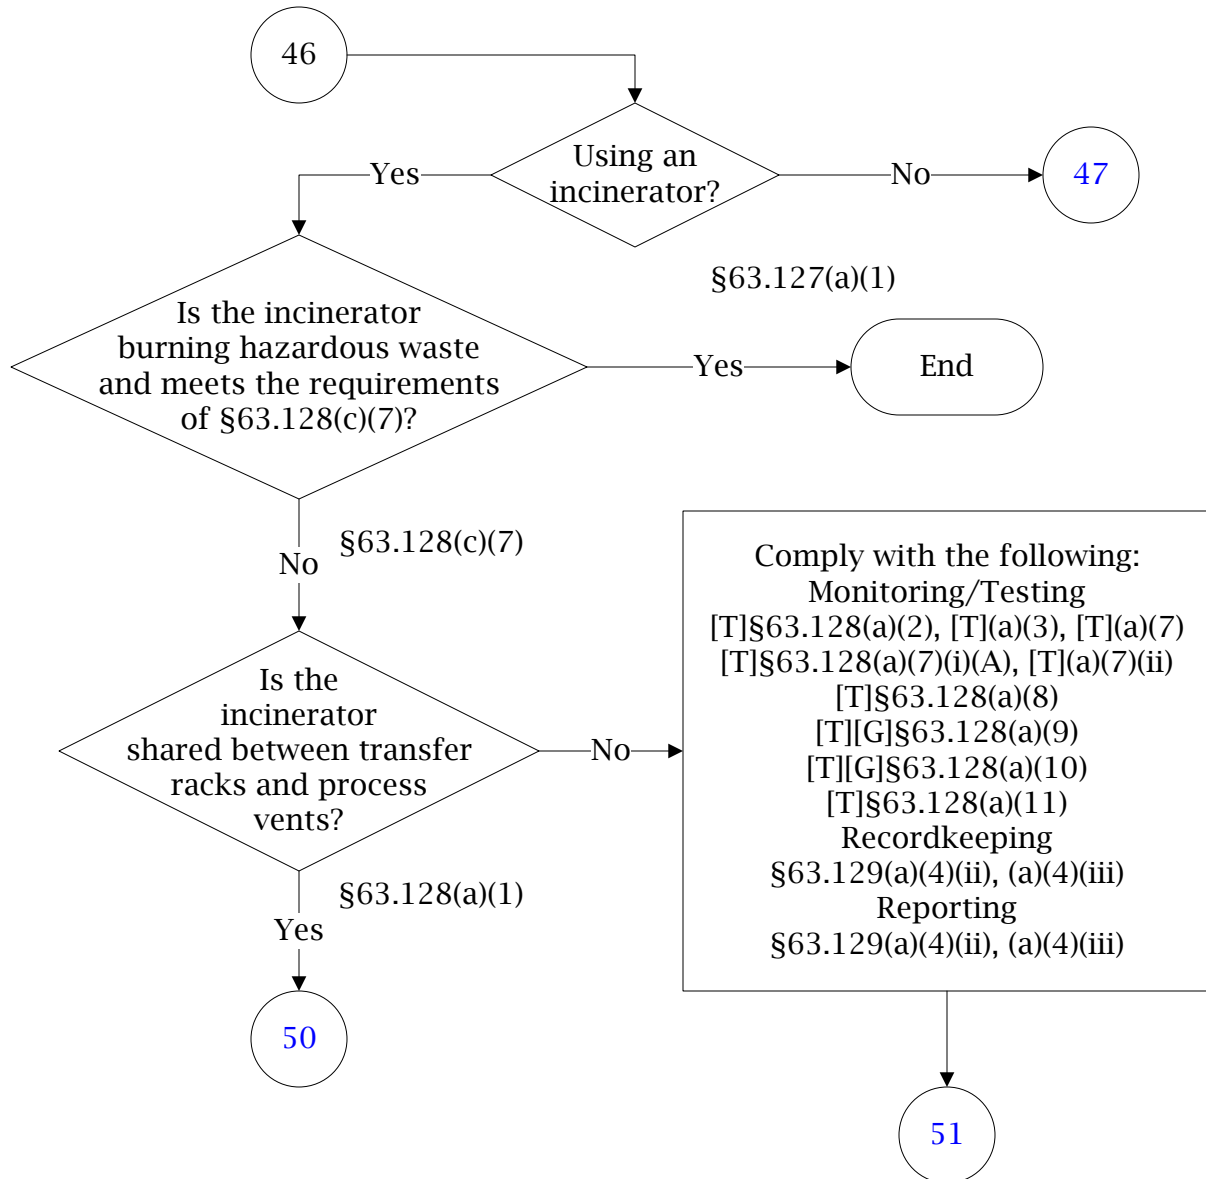 46
Using an
incinerator?
Yes
No
47
§63.127(a)(1)
Is the incinerator
burning hazardous waste
and meets the requirements
of §63.128(c)(7)?
Yes
End
§63.128(c)(7)
No
Is the
incinerator
shared between transfer
racks and process
vents?
No
Comply with the following:
Monitoring/Testing
[T]§63.128(a)(2), [T](a)(3), [T](a)(7)
[T]§63.128(a)(7)(i)(A), [T](a)(7)(ii)
[T]§63.128(a)(8)
[T][G]§63.128(a)(9)
[T][G]§63.128(a)(10)
[T]§63.128(a)(11)
Recordkeeping
§63.129(a)(4)(ii), (a)(4)(iii)
Reporting
§63.129(a)(4)(ii), (a)(4)(iii)
§63.128(a)(1)
Yes
50
51